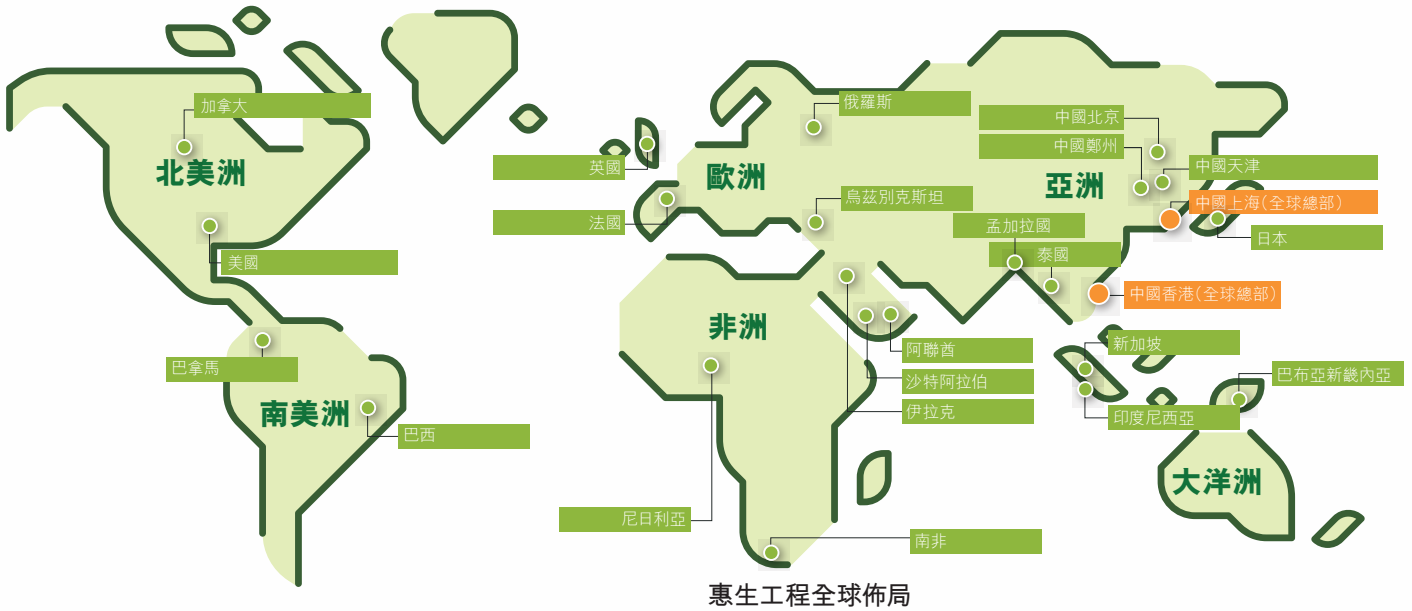 加拿大
北美洲
美國
巴拿馬
南美洲
巴西
英國
法國
歐洲
俄羅斯
烏茲別克斯坦
亞洲
中國北京
中國鄭州
中國天津
中國上海(全球總部)
日本
孟加拉國
泰國
中國香港(全球總部)
非洲
阿聯酋
沙特阿拉伯
伊拉克
尼日利亞
南非
新加坡
巴布亞新畿內亞
印度尼西亞
大洋洲
惠生工程全球佈局